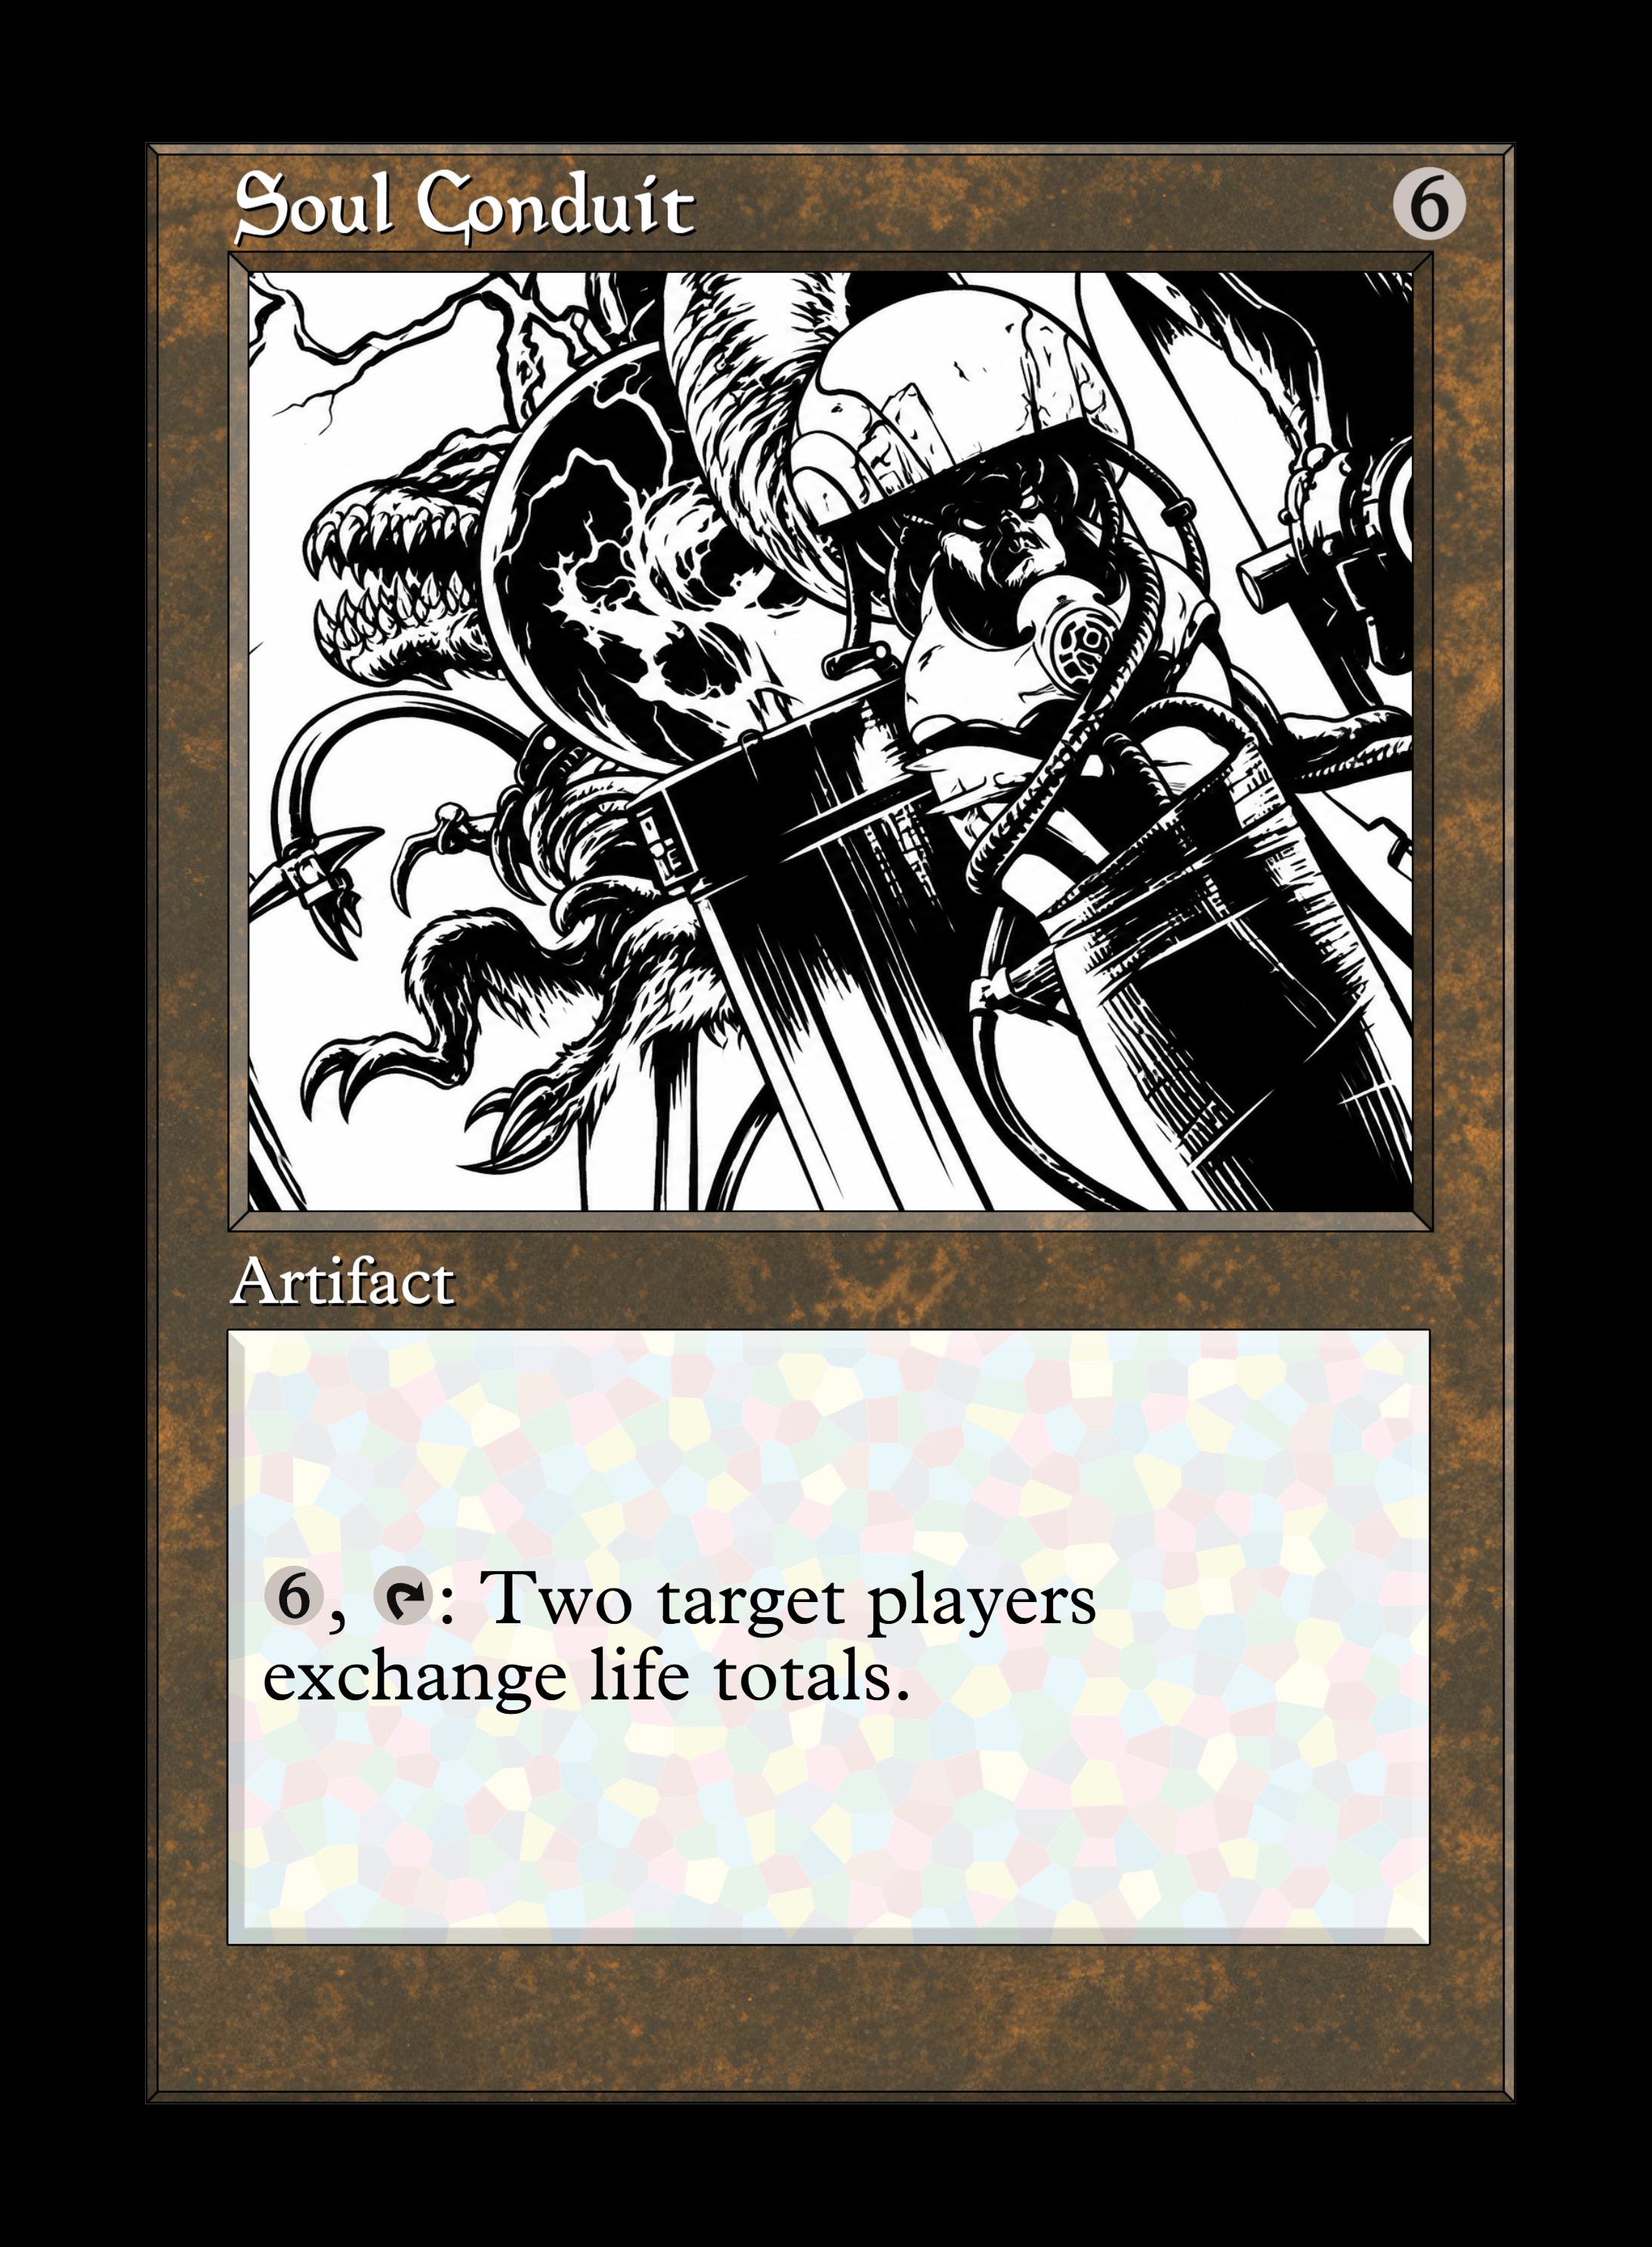 Soul Conduit 6
Artifact
6, : Two target players
exchange life totals.